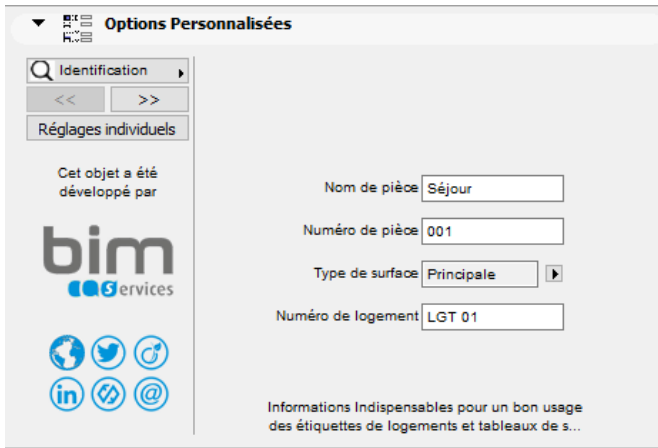 Options Personnalisées
Identification
<< >>
Réglages individuels
Cet objet a été
développé par
bim
Services
in @
Nom de pièce Séjour
Numéro de pièce 001
Type de surface Principale
Numéro de logement LGT 01
Informations Indispensables pour un bon usage
des étiquettes de logements et tableaux de s...